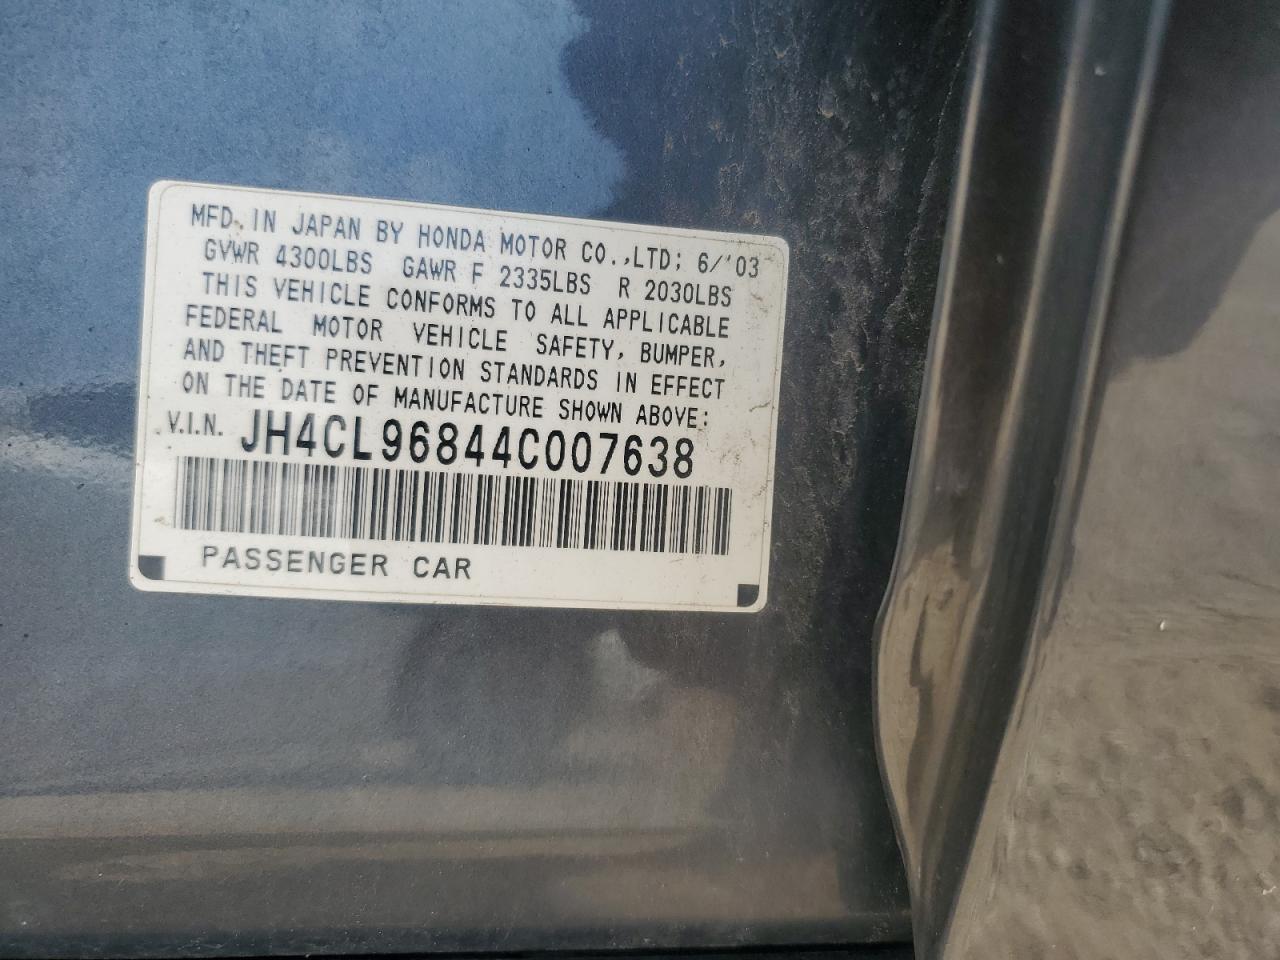 MFD. IN JAPAN BY HONDA MOTOR CO.,LTD; 6/'03
GVWR 4300LBS GAWR F 2335LBS R 2030LBS
THIS VEHICLE CONFORMS TO ALL APPLICABLE
FEDERAL MOTOR VEHICLE SAFETY, BUMPER,
AND THEFT PREVENTION STANDARDS IN EFFECT
ON THE DATE OF MANUFACTURE SHOWN ABOVE:
V.I.N. JH4CL96844C007638
PASSENGER CAR